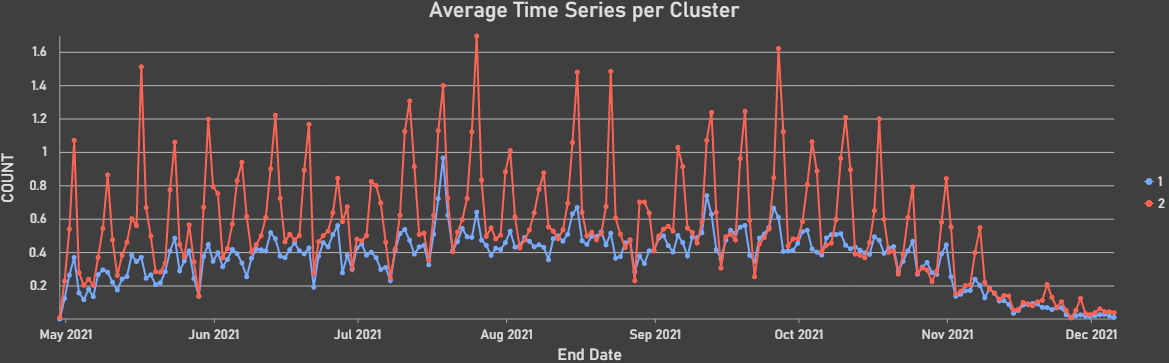 Average Time Series per Cluster
COUNT
1.6
1.4
1.2
1
0.8
0.6
0.4
0.2
1
2
May 2021 Jun 2021 Jul 2021 Aug 2021 Sep 2021 Oct 2021 Nov 2021 Dec 2021
End Date